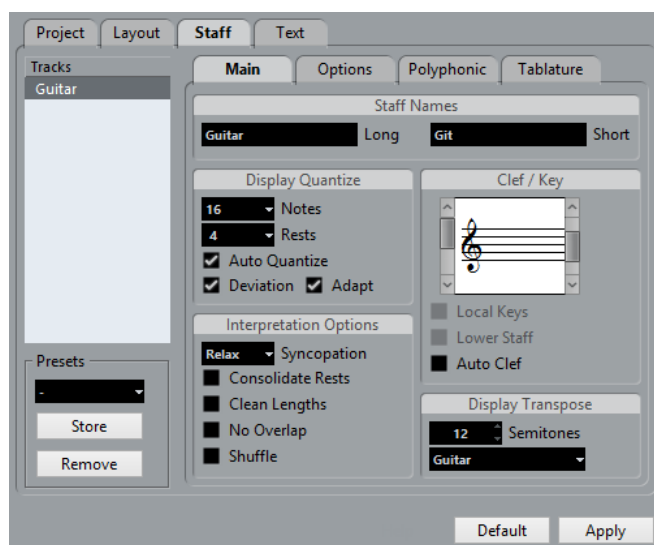 Project Layout Staff Text
Tracks
Guitar
Main Options Polyphonic Tablature
Staff Names
Guitar Long Git Short
Display Quantize
16 Notes
4 Rests
Auto Quantize
Deviation Adapt
Clef / Key
Local Keys
Lower Staff
Auto Clef
Interpretation Options
Relax Syncopation
Consolidate Rests
Clean Lengths
No Overlap
Shuffle
Display Transpose
12 Semitones
Guitar
Presets
-
Store
Remove
Default Apply